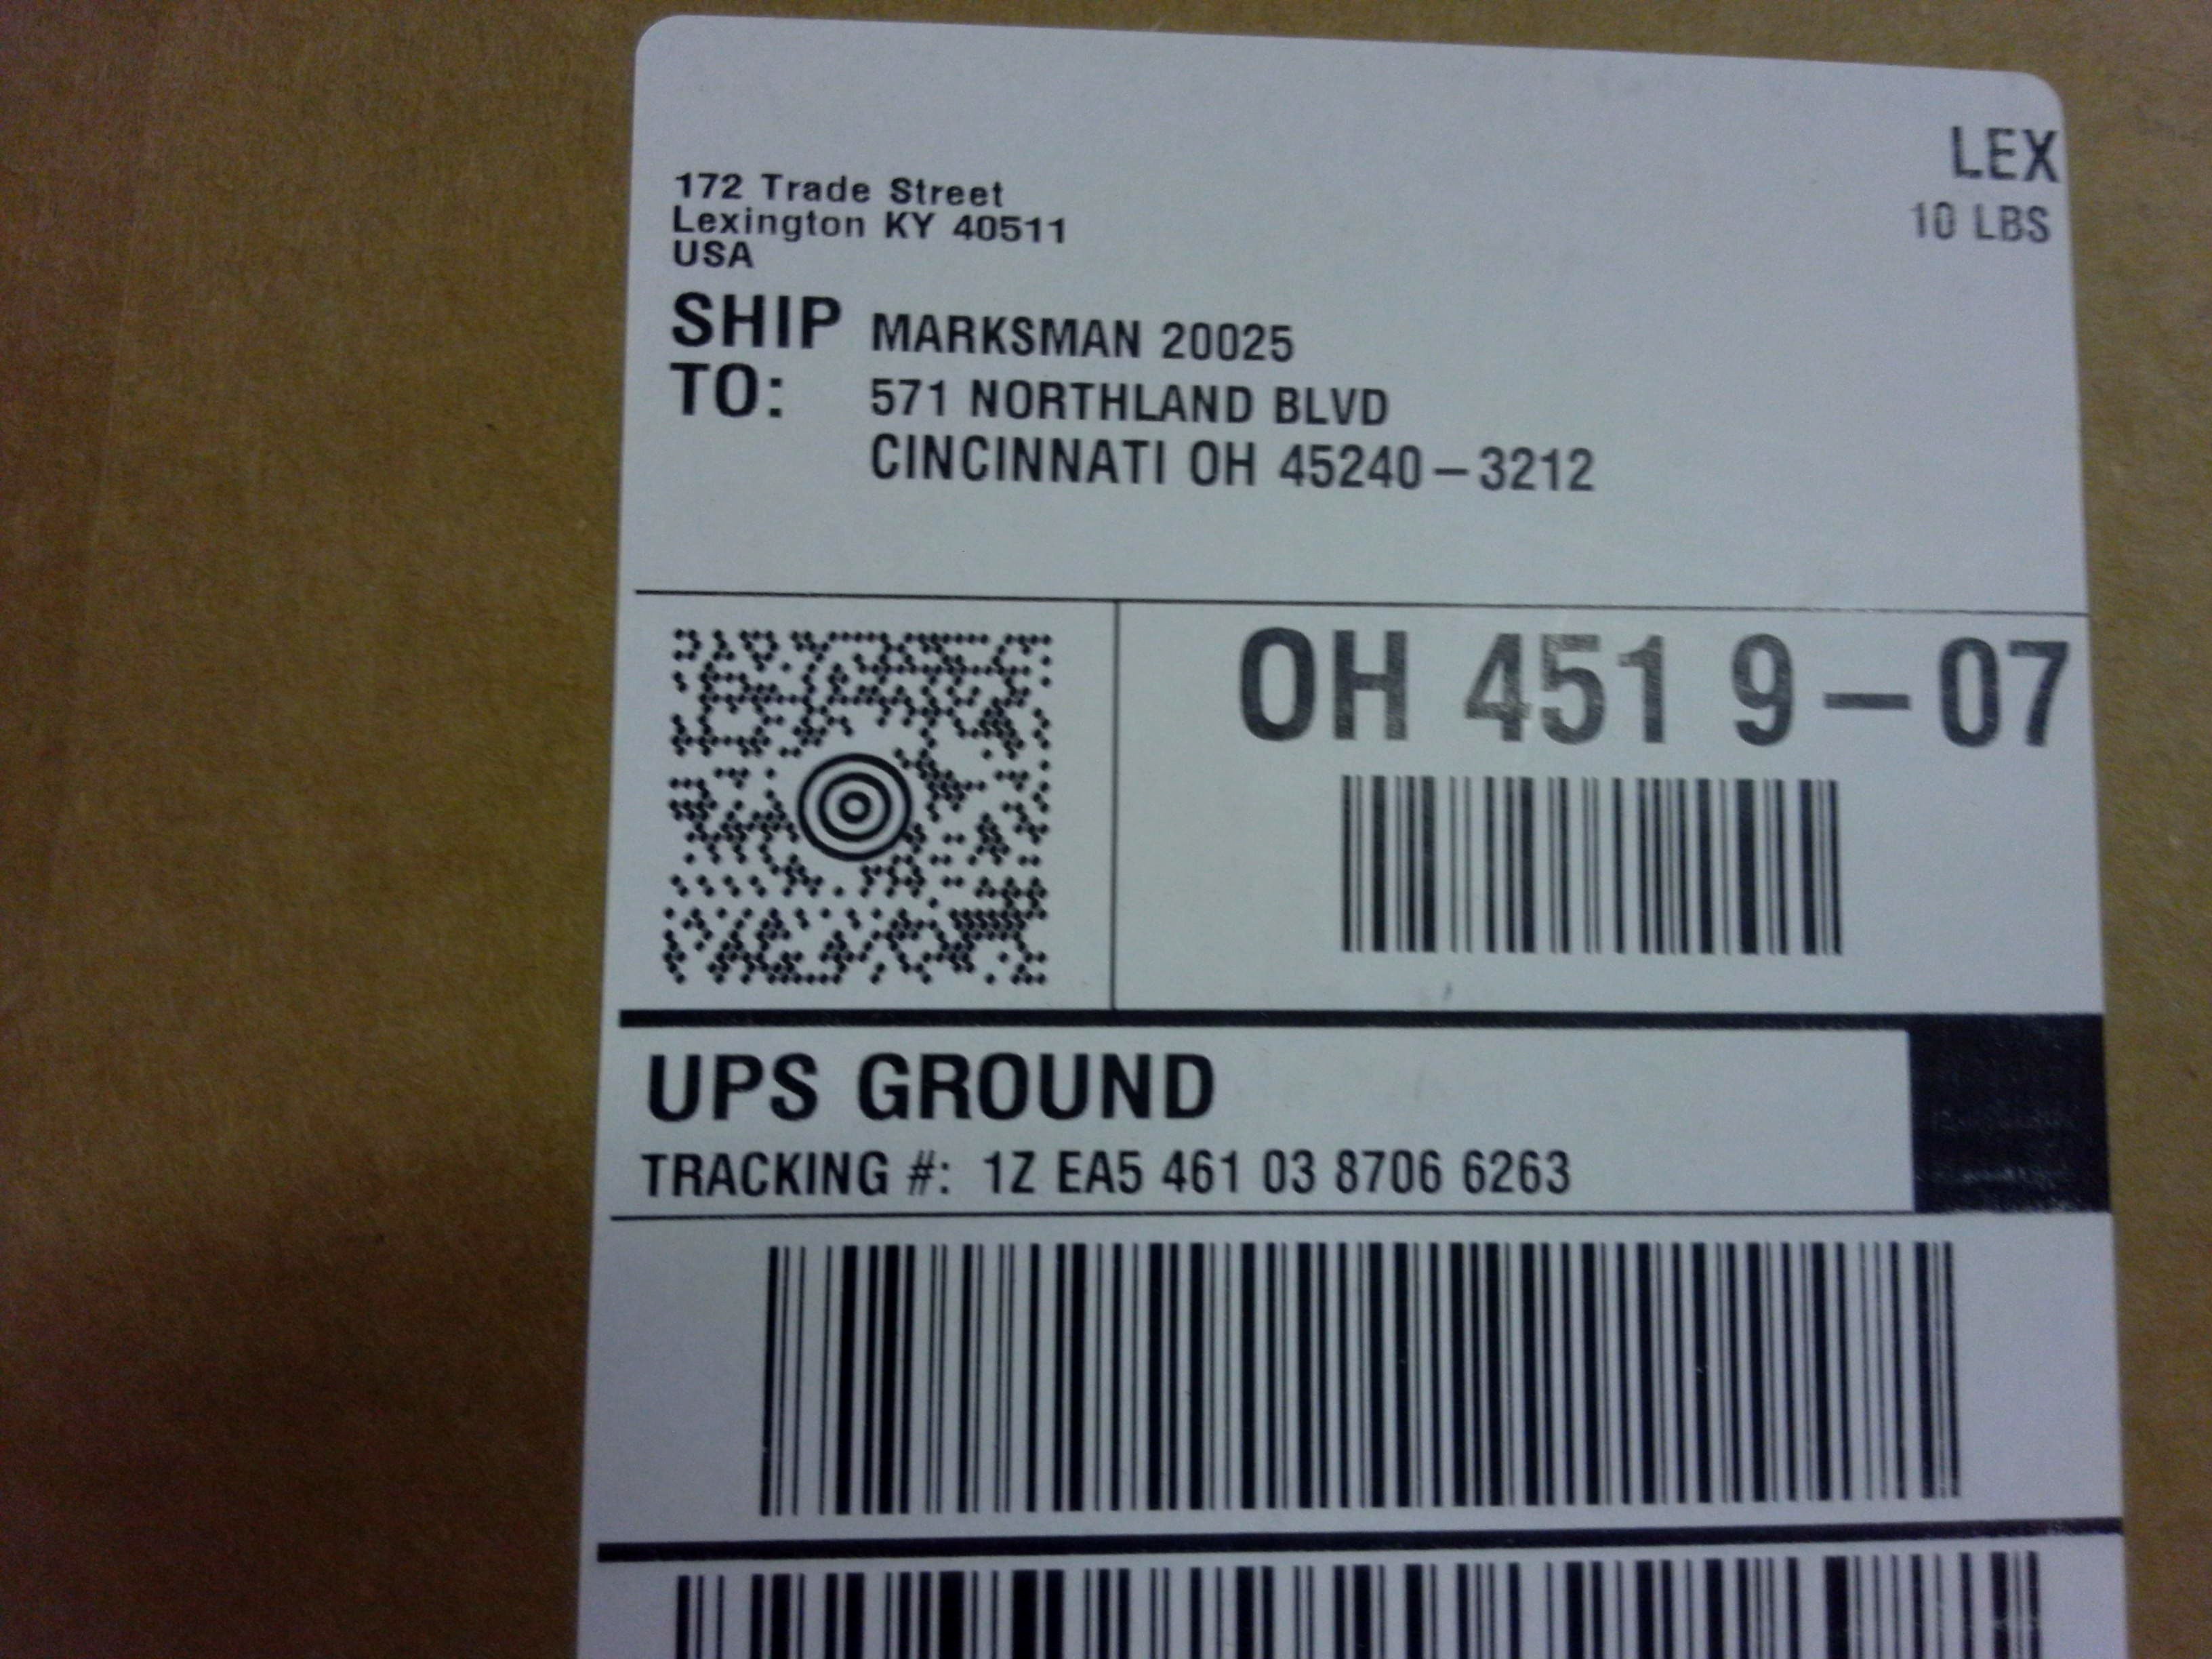 LEX
10 LBS
172 Trade Street
Lexington KY 40511
USA
SHIP TO:
MARKSMAN 20025
571 NORTHLAND BLVD
CINCINNATI OH 45240-3212
OH 451 9-07
UPS GROUND
TRACKING #: 1Z EA5 461 03 8706 6263